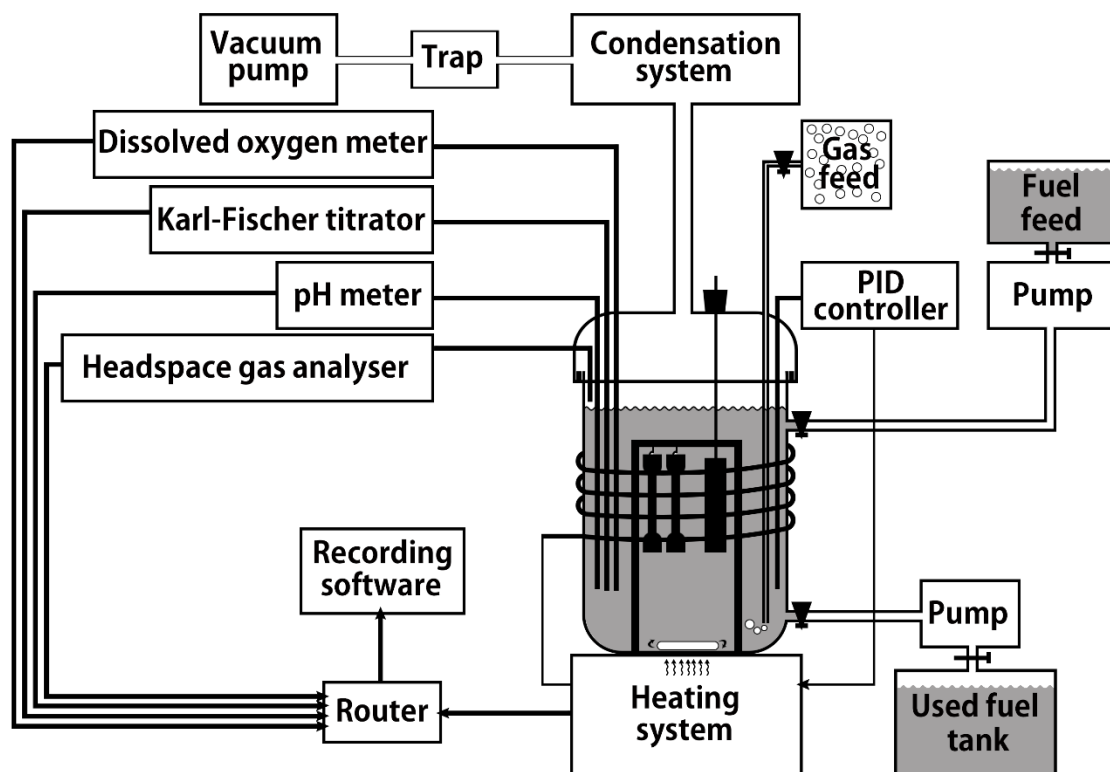 Vacuum
pump
Trap
Condensation
system
Dissolved oxygen meter
Gas
feed
Fuel
feed
Karl-Fischer titrator
pH meter
PID
controller
Pump
Headspace gas analyser
Recording
software
Pump
Router
Heating
system
Used fuel
tank